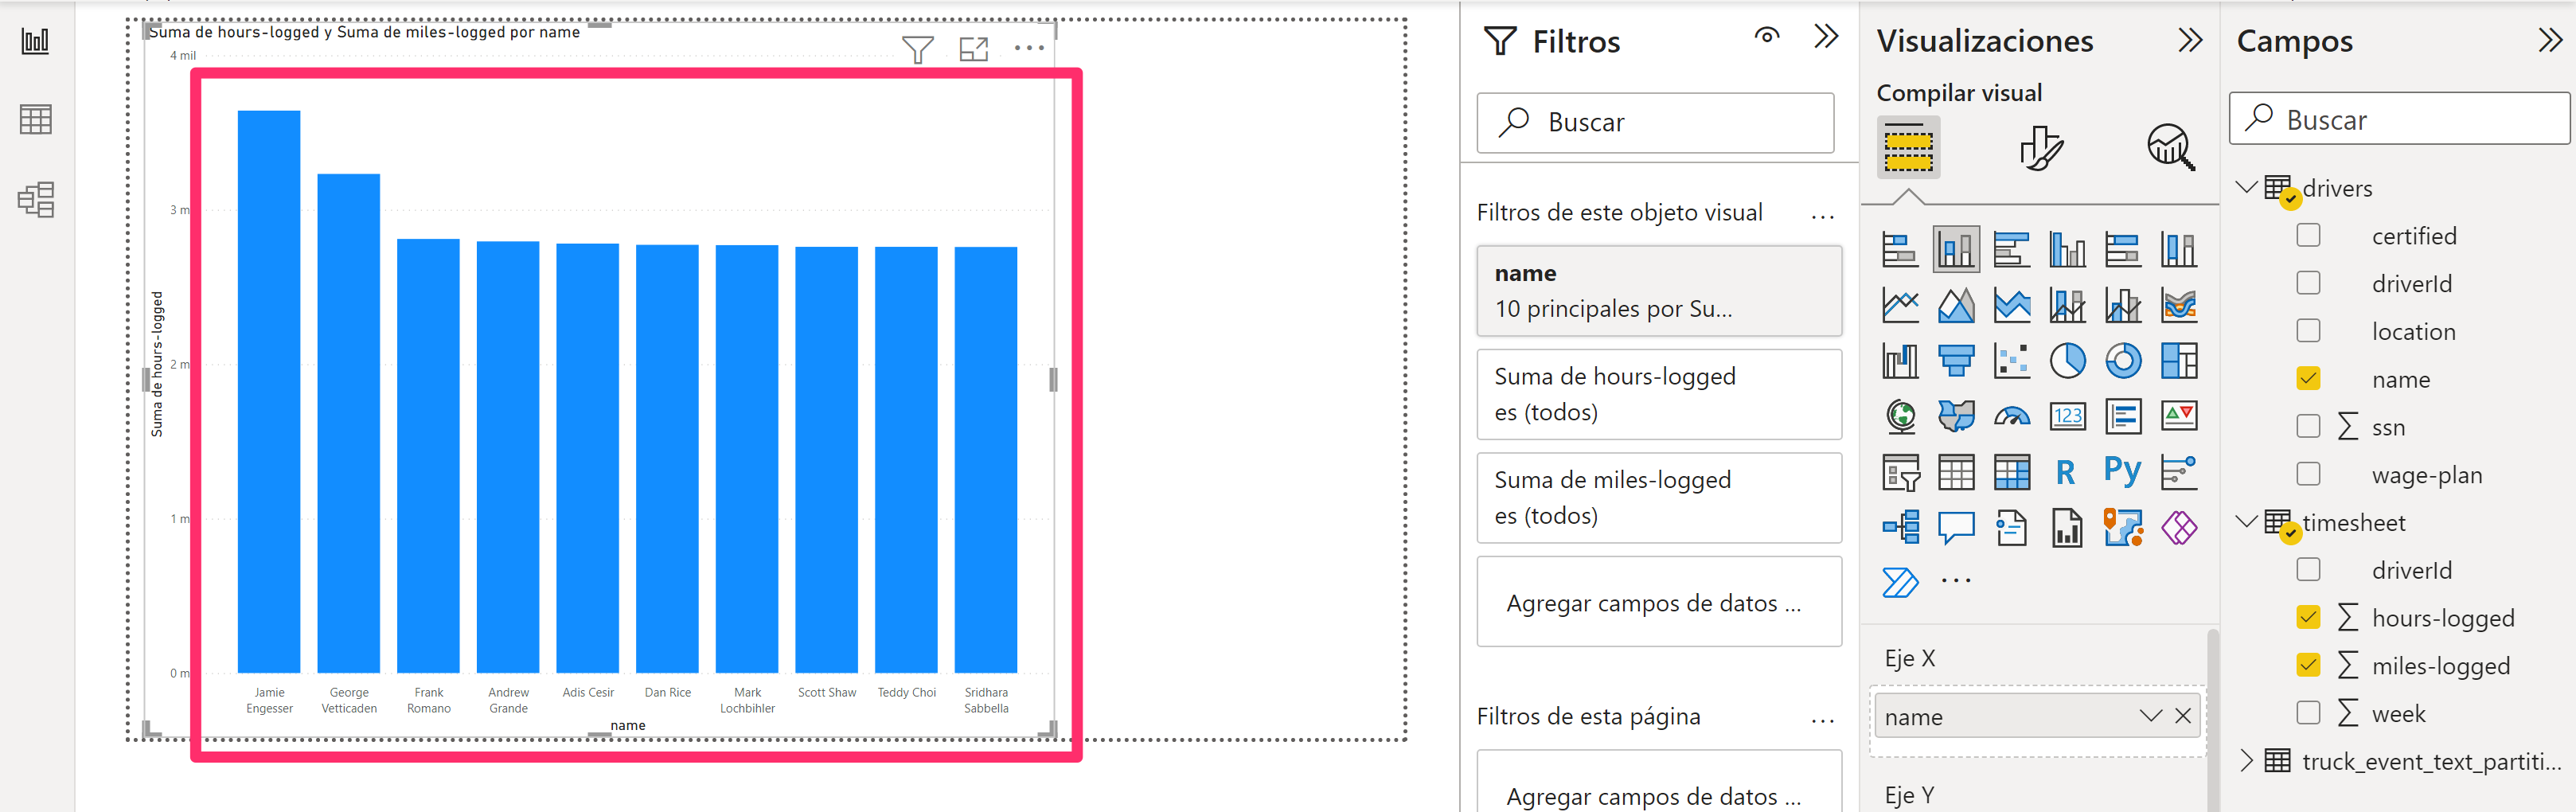 Suma de hours-logged y Suma de miles-logged por name
4 mil
3 m
2 m
1 m
0 m
Suma de hours-logged
Jamie
Engesser
George
Vetticaden
Frank
Romano
Andrew
Grande
Adis Cesir
Dan Rice
Mark
Lochbihler
Scott Shaw
Teddy Choi
Sridhara
Sabbella
name
Filtros
Buscar
Filtros de este objeto visual ...
name
10 principales por Su...
Suma de hours-logged
es (todos)
Suma de miles-logged
es (todos)
Agregar campos de datos ...
Filtros de esta página ...
Agregar campos de datos ...
Visualizaciones
Compilar visual
123
R
Py
...
Eje X
name
Eje Y
Campos
Buscar
drivers
certified
driverId
location
name
∑ ssn
wage-plan
timesheet
driverId
∑ hours-logged
∑ miles-logged
∑ week
truck_event_text_partiti...